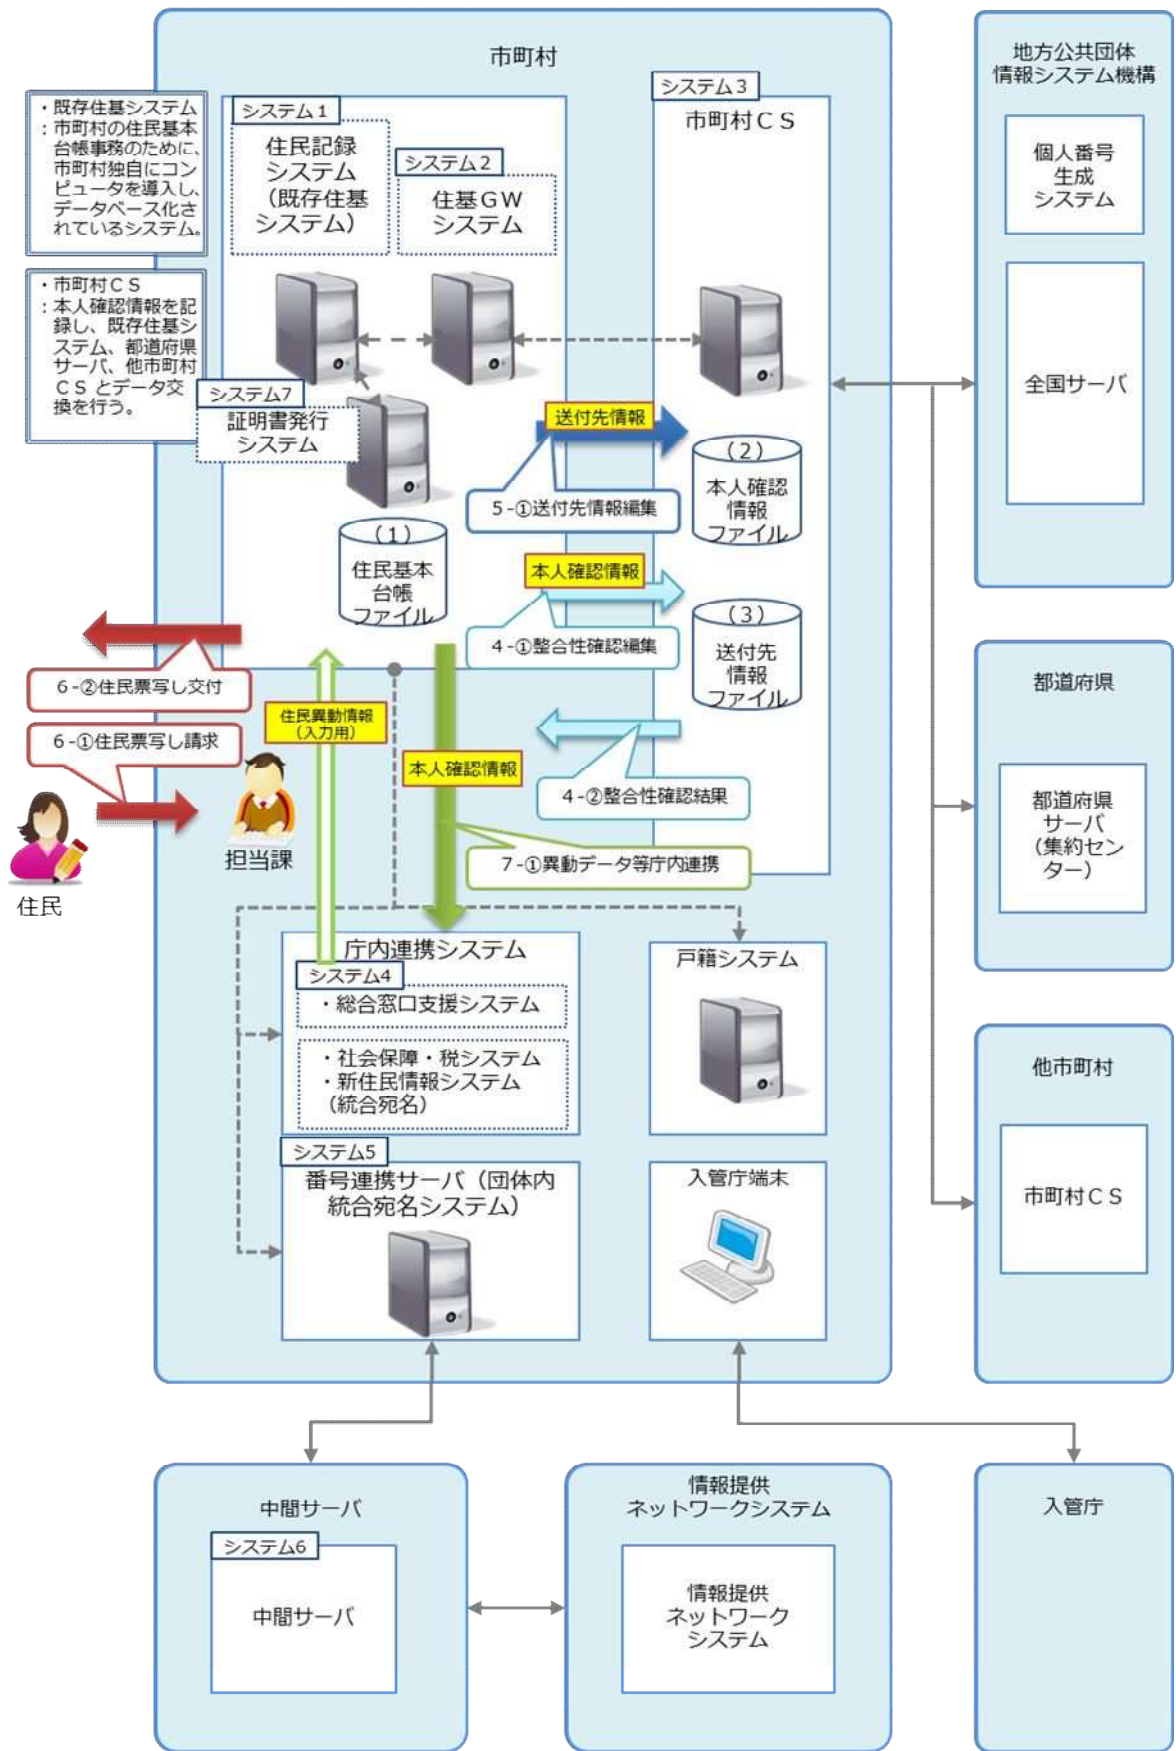 市町村
・既存住基システム
：市町村の住民基本
台帳事務のために、
市町村独自にコン
ピュータを導入し、
データベース化さ
れているシステム。
・市町村ＣＳ
：本人確認情報を記
録し、既存住基シ
ステム、都道府県
サーバ、他市町村
ＣＳとデータ交
換を行う。
システム１
住民記録
システム
（既存住基
システム）
システム２
住基ＧＷ
システム
システム３
市町村ＣＳ
システム7
証明書発行
システム
送付先情報
５-①送付先情報編集
（１）
住民基本
台帳
ファイル
（２）
本人確認
情報
ファイル
本人確認情報
４-①整合性確認編集
（３）
送付先
情報
ファイル
６-②住民票写し交付
６-①住民票写し請求
住民
担当課
住民異動情報
（入力用）
本人確認情報
４-②整合性確認結果
７-①異動データ等庁内連携
庁内連携システム
システム4
・総合窓口支援システム
・社会保障・税システム
・新住民情報システム
（統合宛名）
戸籍システム
システム5
番号連携サーバ（団体内
統合宛名システム）
入管庁端末
地方公共団体
情報システム機構
個人番号
生成
システム
全国サーバ
都道府県
都道府県
サーバ
（集約セン
ター）
他市町村
市町村ＣＳ
中間サーバ
システム6
中間サーバ
情報提供
ネットワークシステム
情報提供
ネットワーク
システム
入管庁